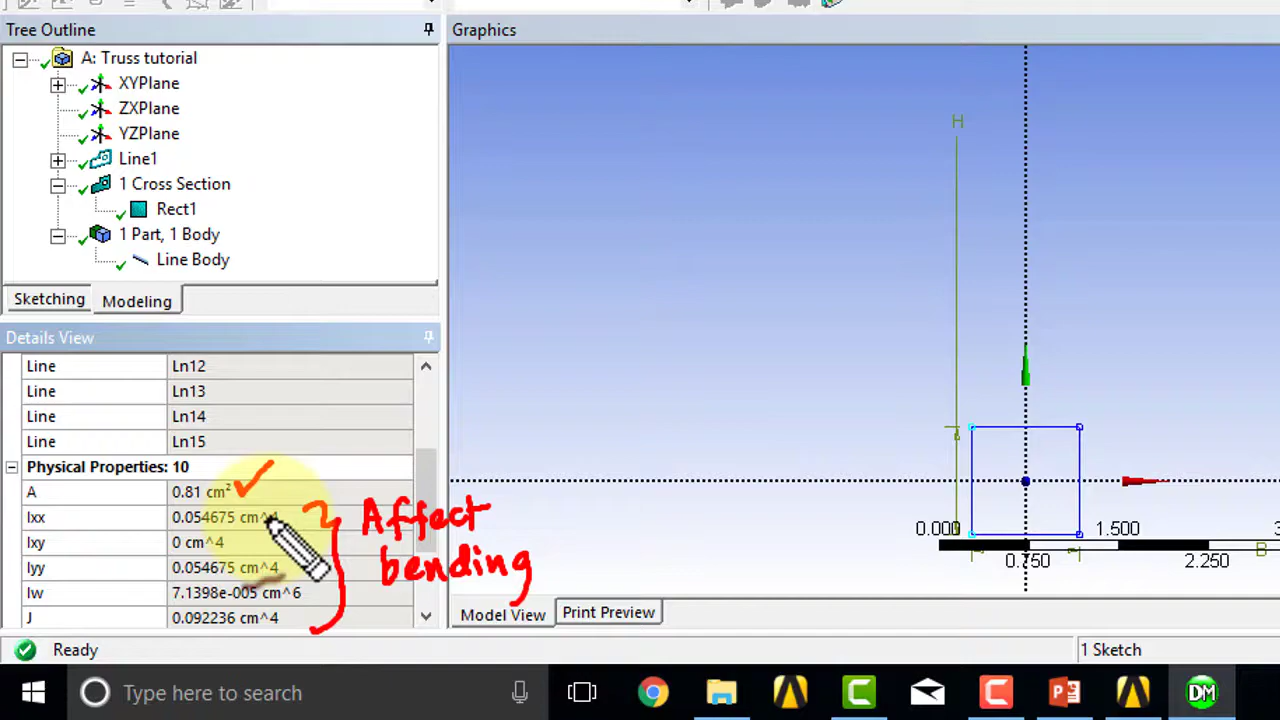 Tree Outline
Graphics
A: Truss tutorial
XYPlane
ZXPlane
YZPlane
Line1
1 Cross Section
Rect1
1 Part, 1 Body
Line Body
Sketching Modeling
Details View
Line Ln12
Line Ln13
Line Ln14
Line Ln15
Physical Properties: 10
A 0.81 cm²
Ixx 0.054675 cm^4
Ixy 0 cm^4
Iyy 0.054675 cm^4
Iw 7.1398e-005 cm^6
J 0.092236 cm^4
Affect
bending
H
0.000 1.500
0.750 2.250
B
Model View Print Preview
Ready 1 Sketch
Type here to search
DM